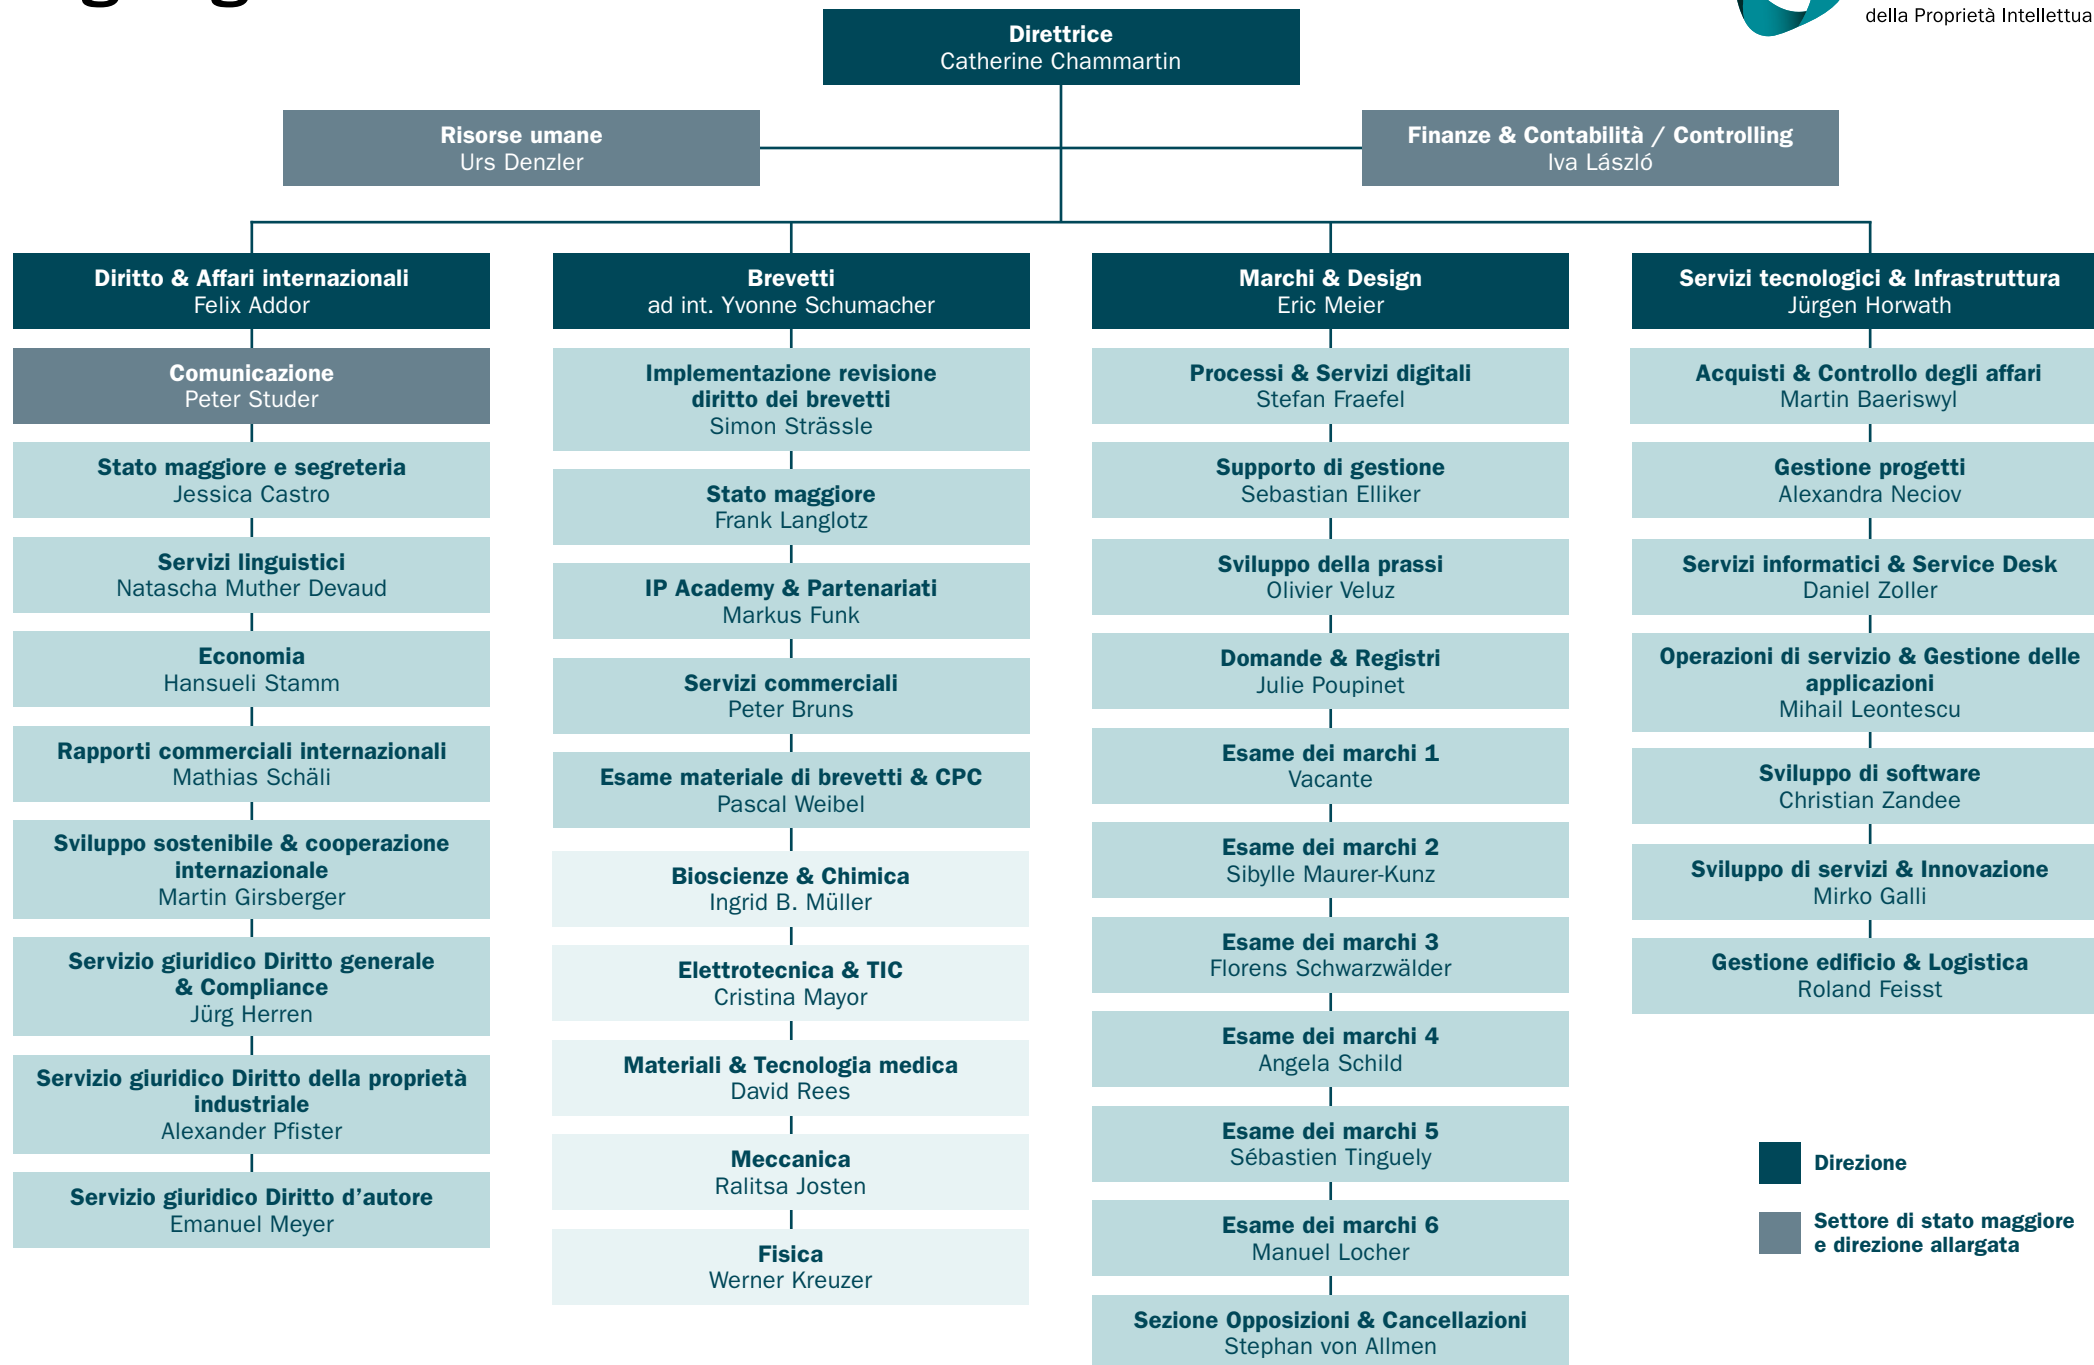 della Proprietà Intellettua
Direttrice
Catherine Chammartin
Risorse umane
Urs Denzler
Finanze & Contabilità / Controlling
Iva László
Diritto & Affari internazionali
Felix Addor
Comunicazione
Peter Studer
Stato maggiore e segreteria
Jessica Castro
Servizi linguistici
Natascha Muther Devaud
Economia
Hansueli Stamm
Rapporti commerciali internazionali
Mathias Schäli
Sviluppo sostenibile & cooperazione
internazionale
Martin Girsberger
Servizio giuridico Diritto generale
& Compliance
Jürg Herren
Servizio giuridico Diritto della proprietà
industriale
Alexander Pfister
Servizio giuridico Diritto d’autore
Emanuel Meyer
Brevetti
ad int. Yvonne Schumacher
Implementazione revisione
diritto dei brevetti
Simon Strässle
Stato maggiore
Frank Langlotz
IP Academy & Partenariati
Markus Funk
Servizi commerciali
Peter Bruns
Esame materiale di brevetti & CPC
Pascal Weibel
Bioscienze & Chimica
Ingrid B. Müller
Elettrotecnica & TIC
Cristina Mayor
Materiali & Tecnologia medica
David Rees
Meccanica
Ralitsa Josten
Fisica
Werner Kreuzer
Marchi & Design
Eric Meier
Processi & Servizi digitali
Stefan Fraefel
Supporto di gestione
Sebastian Elliker
Sviluppo della prassi
Olivier Veluz
Domande & Registri
Julie Poupinet
Esame dei marchi 1
Vacante
Esame dei marchi 2
Sibylle Maurer-Kunz
Esame dei marchi 3
Florens Schwarzwälder
Esame dei marchi 4
Angela Schild
Esame dei marchi 5
Sébastien Tinguely
Esame dei marchi 6
Manuel Locher
Sezione Opposizioni & Cancellazioni
Stephan von Allmen
Servizi tecnologici & Infrastruttura
Jürgen Horwath
Acquisti & Controllo degli affari
Martin Baeriswyl
Gestione progetti
Alexandra Neciov
Servizi informatici & Service Desk
Daniel Zoller
Operazioni di servizio & Gestione delle
applicazioni
Mihail Leontescu
Sviluppo di software
Christian Zandee
Sviluppo di servizi & Innovazione
Mirko Galli
Gestione edificio & Logistica
Roland Feisst
Direzione
Settore di stato maggiore
e direzione allargata